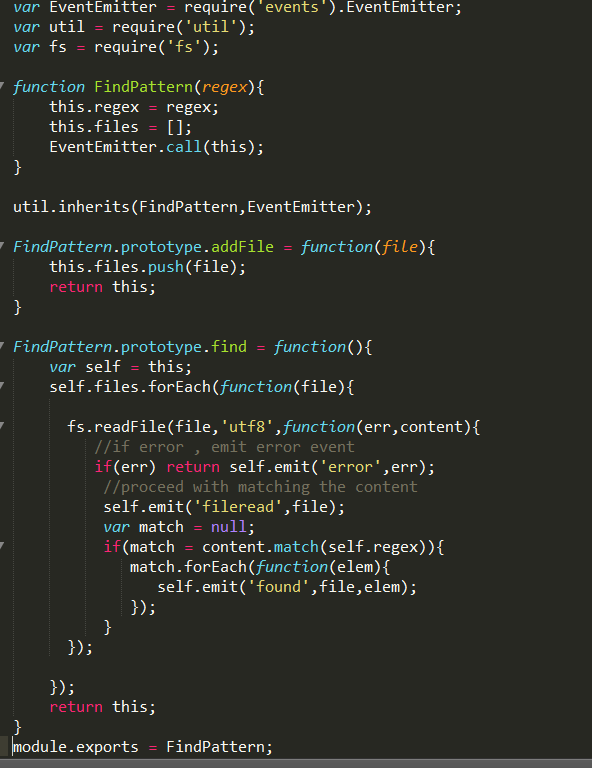 var EventEmitter = require('events').EventEmitter;
var util = require('util');
var fs = require('fs');

function FindPattern(regex){
    this.regex = regex;
    this.files = [];
    EventEmitter.call(this);
}

util.inherits(FindPattern,EventEmitter);

FindPattern.prototype.addFile = function(file){
    this.files.push(file);
    return this;
}

FindPattern.prototype.find = function(){
    var self = this;
    self.files.forEach(function(file){

      fs.readFile(file,'utf8',function(err,content){
         //if error , emit error event
         if(err) return self.emit('error',err);
          //proceed with matching the content
          self.emit('fileread',file);
          var match = null;
          if(match = content.match(self.regex)){
             match.forEach(function(elem){
                self.emit('found',file,elem);
             });
          }
      });

    });
    return this;
}
module.exports = FindPattern;